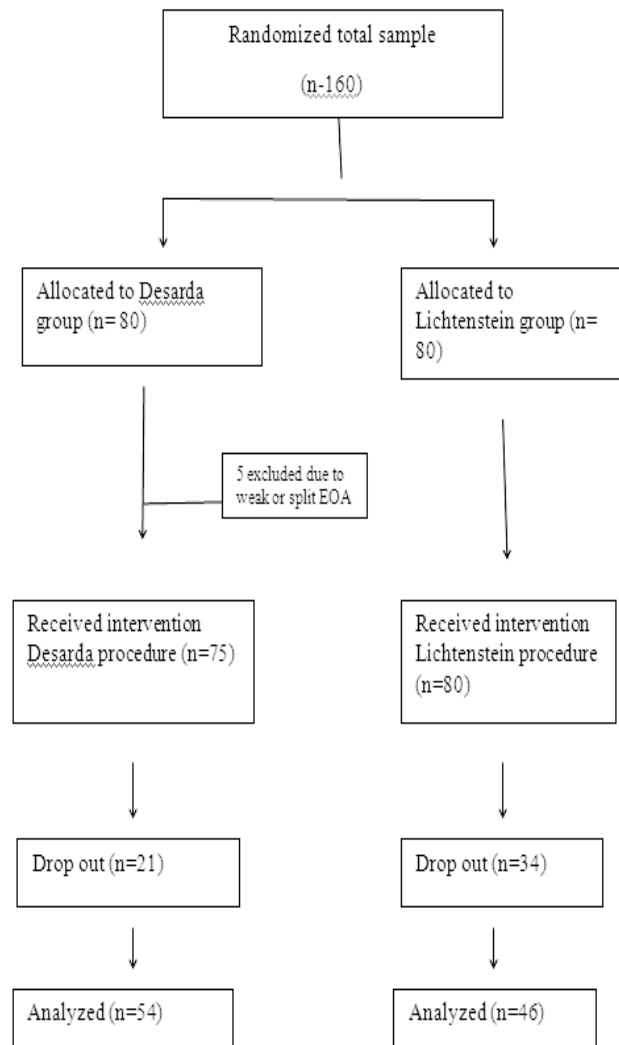 Randomized total sample
(n-160)
Allocated to Desarda
group (n= 80)
Allocated to
Lichtenstein group (n=
80)
5 excluded due to
weak or split EOA
Received intervention
Desarda procedure (n=75)
Received intervention
Lichtenstein procedure
(n=80)
Drop out (n=21)
Drop out (n=34)
Analyzed (n=54)
Analyzed (n=46)